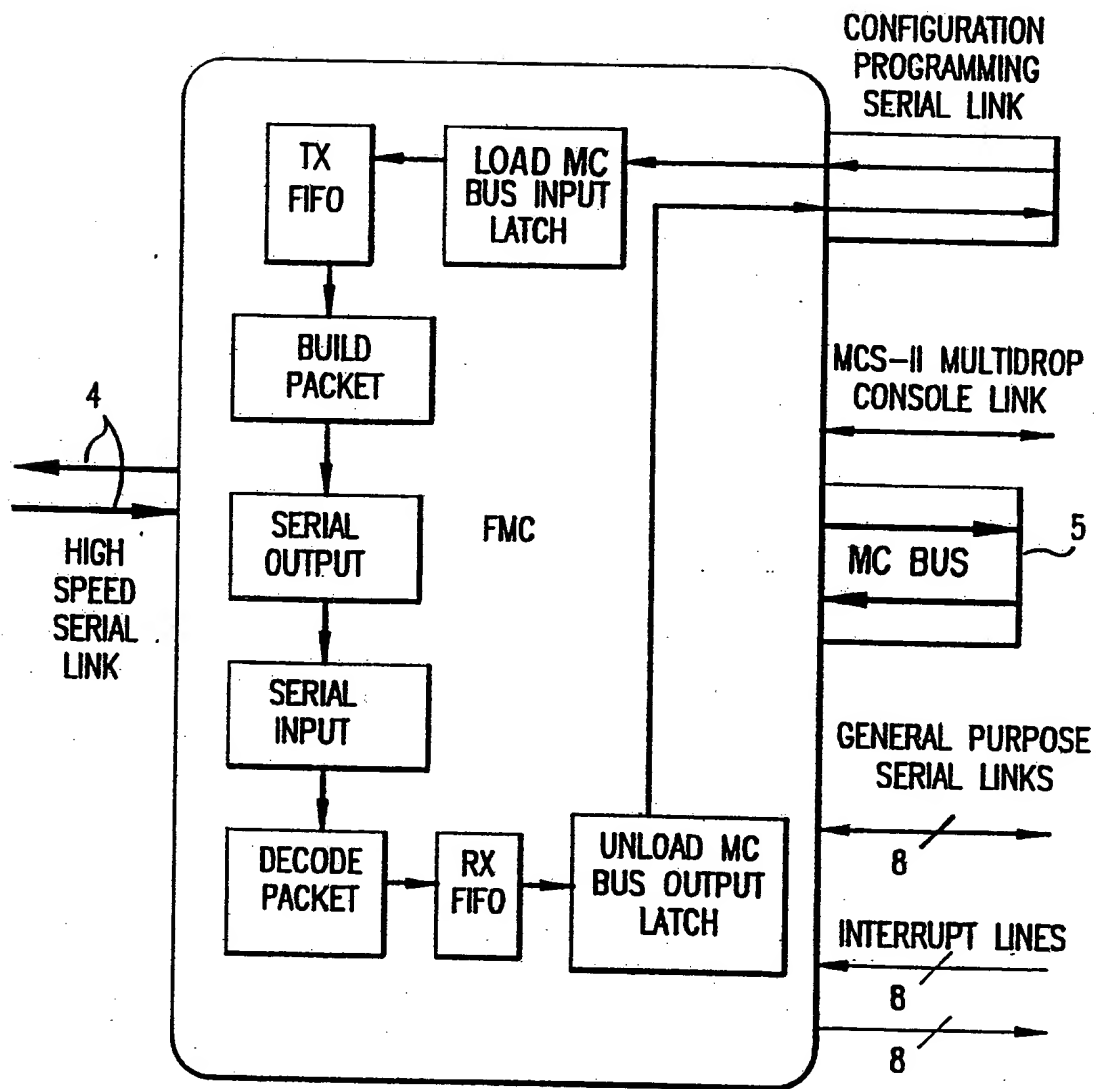 CONFIGURATION
PROGRAMMING
SERIAL LINK
TX
FIFO
LOAD MC
BUS INPUT
LATCH
BUILD
PACKET
MCS-II MULTIDROP
CONSOLE LINK
4
HIGH
SPEED
SERIAL
LINK
SERIAL
OUTPUT
FMC
MC BUS
5
SERIAL
INPUT
GENERAL PURPOSE
SERIAL LINKS
8
DECODE
PACKET
RX
FIFO
UNLOAD MC
BUS OUTPUT
LATCH
INTERRUPT LINES
8
8